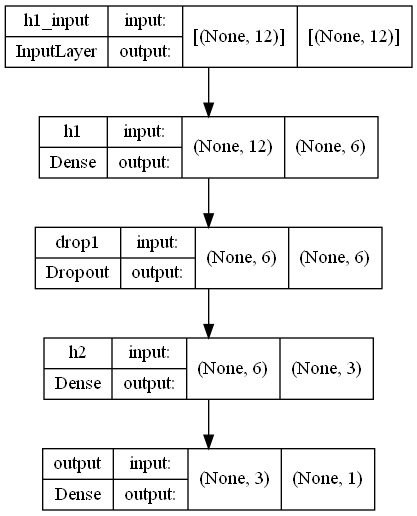 h1_input input: [(None, 12)] [(None, 12)]
InputLayer output:
h1 input: (None, 12) (None, 6)
Dense output:
drop1 input: (None, 6) (None, 6)
Dropout output:
h2 input: (None, 6) (None, 3)
Dense output:
output input: (None, 3) (None, 1)
Dense output: